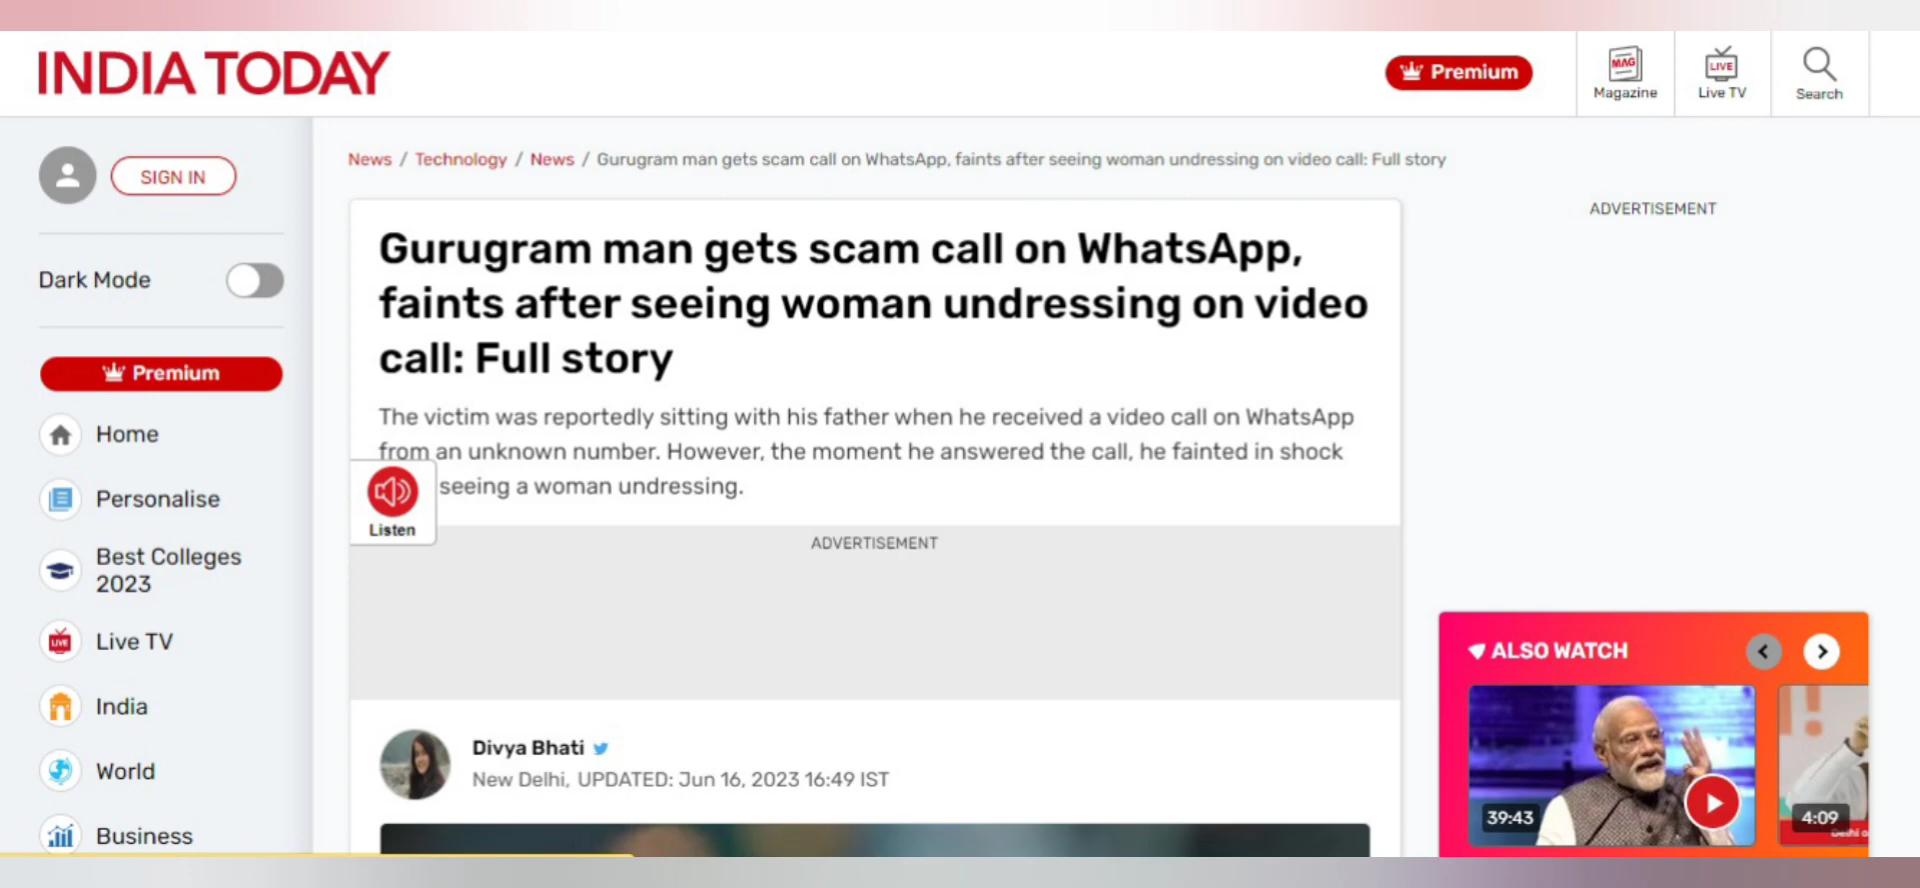 INDIA TODAY
Premium
MAG
Magazine
LIVE
Live TV
Search
SIGN IN
Dark Mode
Premium
Home
Personalise
Best Colleges
2023
LIVE
Live TV
India
World
Business
News / Technology / News / Gurugram man gets scam call on WhatsApp, faints after seeing woman undressing on video call: Full story
Gurugram man gets scam call on WhatsApp,
faints after seeing woman undressing on video
call: Full story
The victim was reportedly sitting with his father when he received a video call on WhatsApp
from an unknown number. However, the moment he answered the call, he fainted in shock
seeing a woman undressing.
Listen
ADVERTISEMENT
Divya Bhati
New Delhi, UPDATED: Jun 16, 2023 16:49 IST
ADVERTISEMENT
ALSO WATCH
39:43
4:09